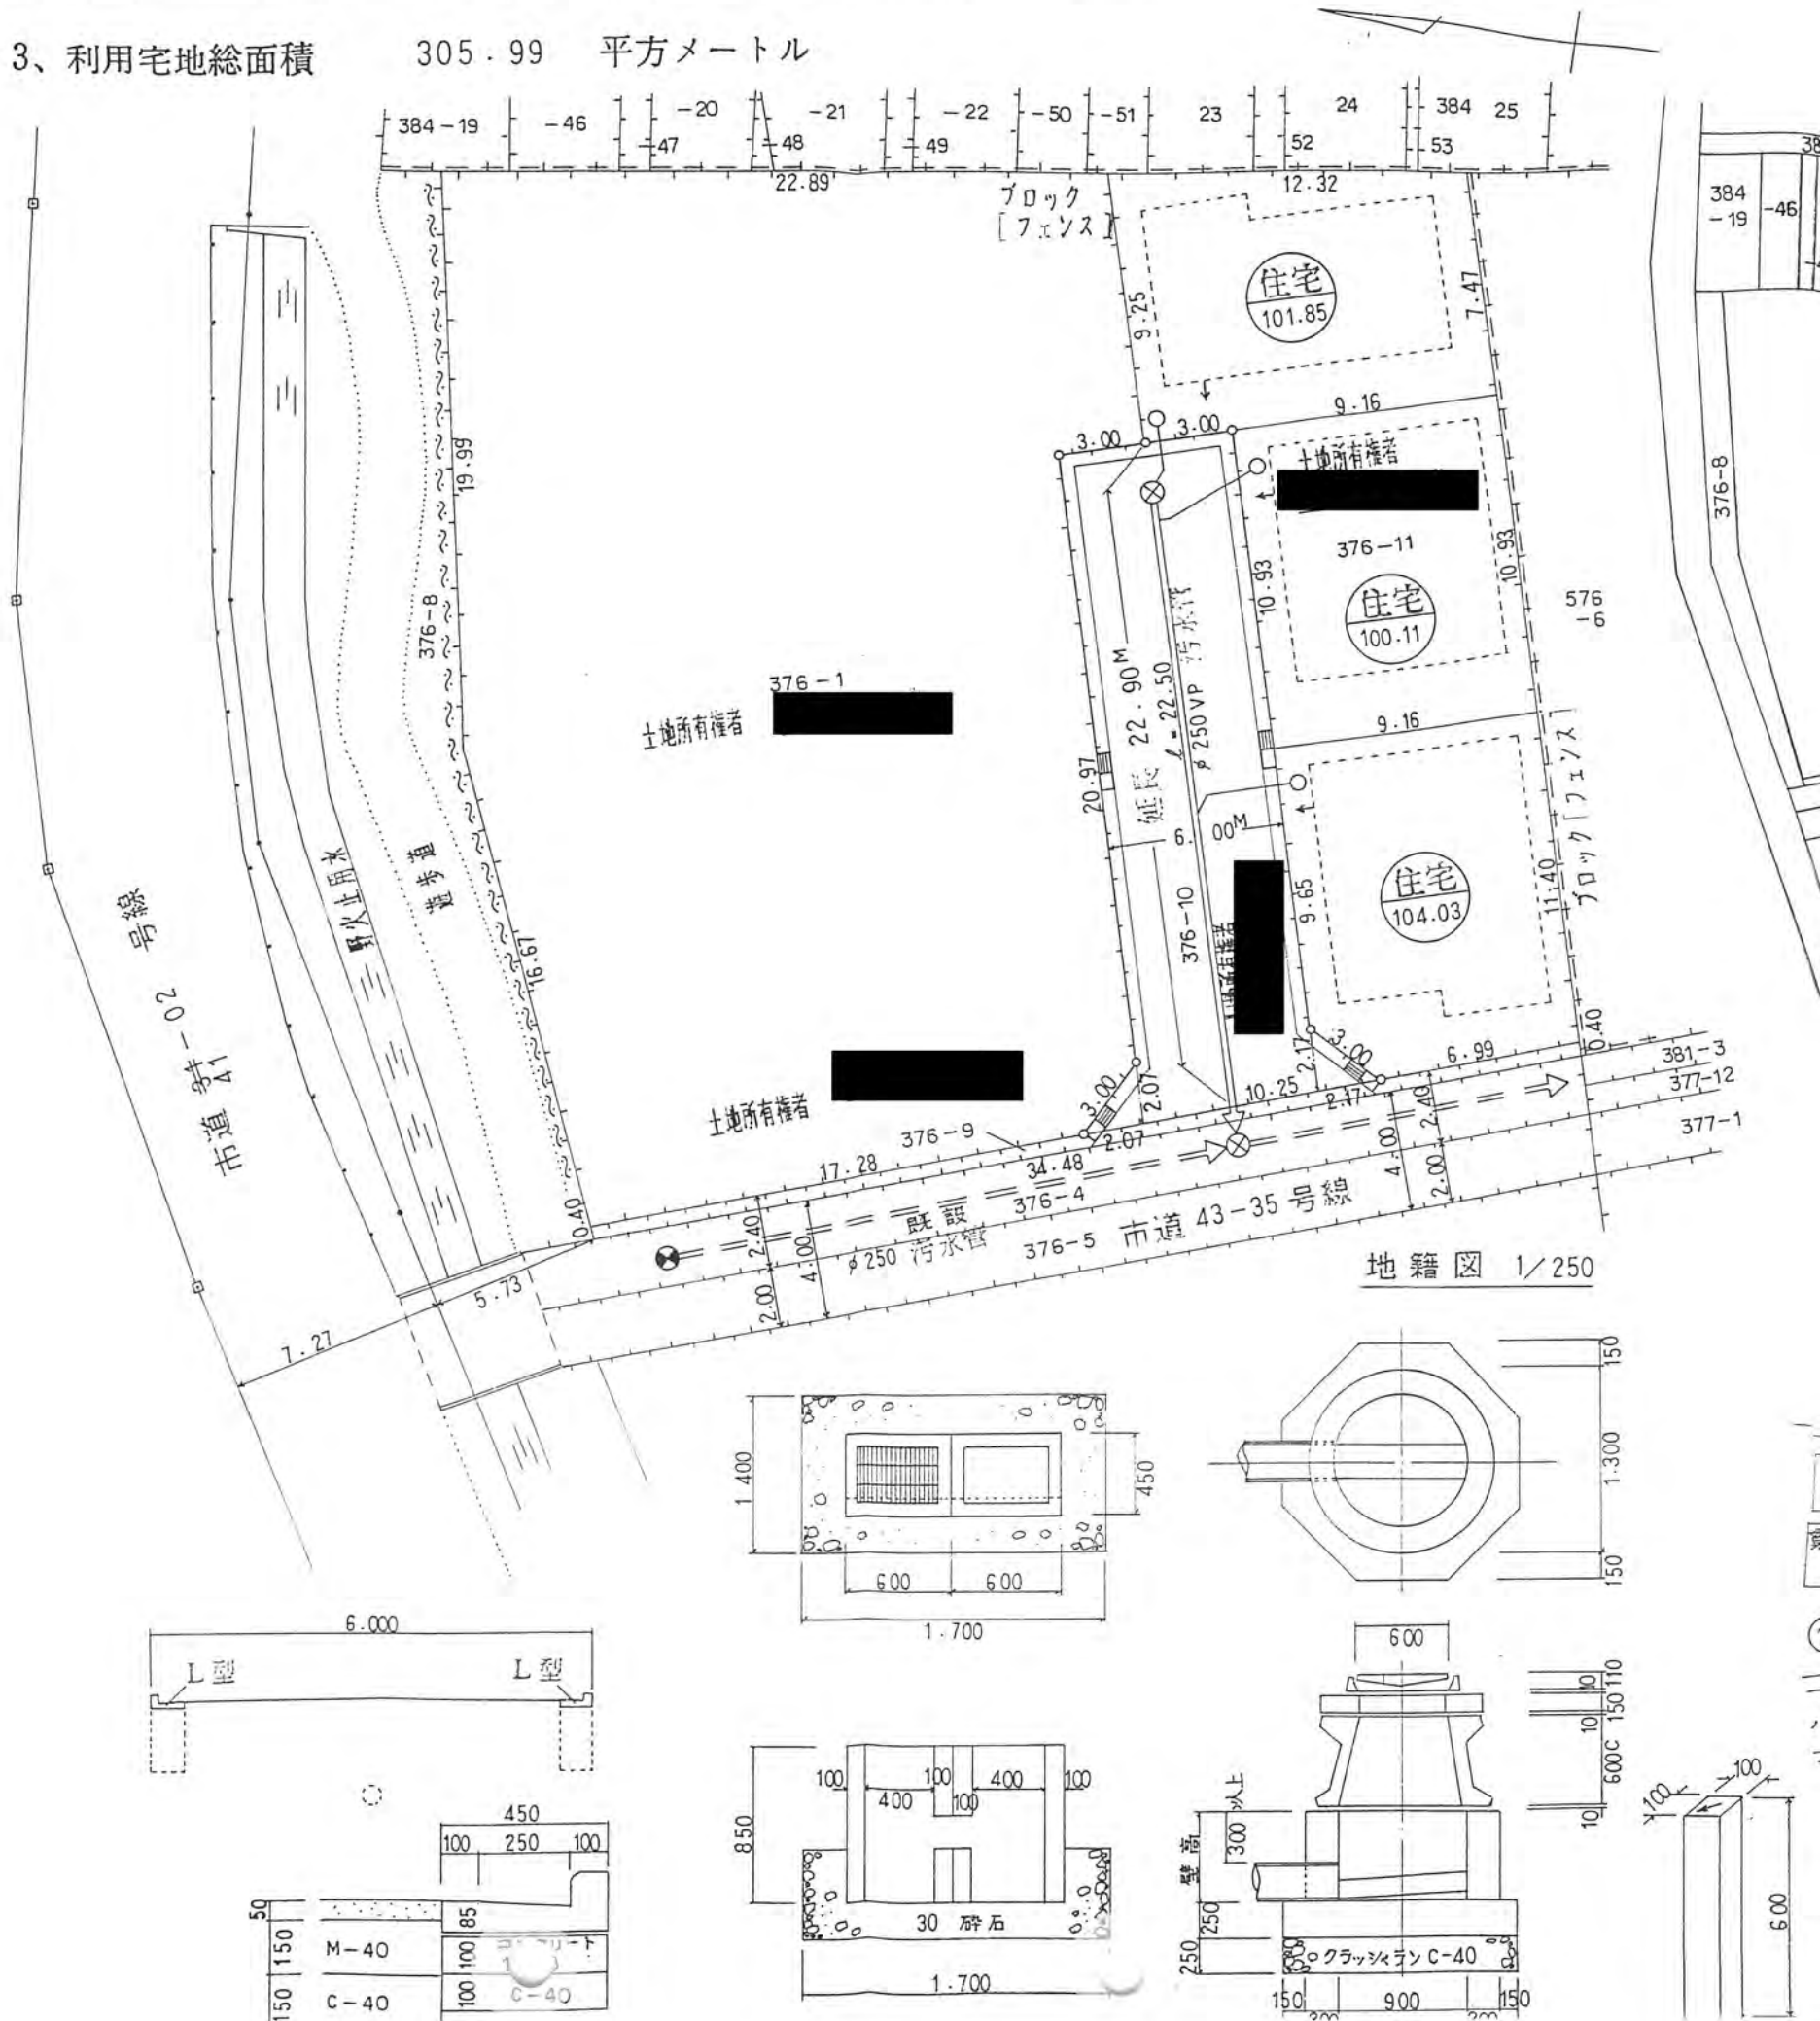 3、利用宅地総面積 305.99 平方メートル
384-19 -46 -20 -21 -22 -50 -51 23 24 384 25
47 48 49 52 53
22.89 12.32
ブロック
[フェンス]
384
-19
-46
376-8
住宅
101.85
9.25
7.47
9.16
3.00 3.00
土地所有権者
376-11
住宅
100.11
10.93
10.93
576
-6
19.99
376-8
376-1
土地所有権者
延長 22.90M
ℓ=22.50
φ250VP 汚水管
20.97
6.00M
9.16
376-10
土地所有権者
9.65
住宅
104.03
11.40
ブロック[フェンス]
市道 41-02 号線
野火止用水
遊歩道
16.67
土地所有権者
3.00
2.07
2.07
2.17
3.00
2.17
10.25
6.99
0.40
381-3
377-12
377-1
376-9
17.28
34.48
376-4
0.40
2.40
4.00
2.00
既設
φ250 汚水管
376-5 市道 43-35 号線
4.00
2.40
2.00
5.73
7.27
地籍図 1/250
1400
450
600 600
1.700
150
1.300
150
6.000
L型 L型
450
100 250 100
50
85
150 M-40 100
150 C-40 100 C-40
850
100 100 400 100
400 100
30 砕石
1.700
600
10
110
150
10
600C
10
300 以上
壁高
250
250
クラッシャラン C-40
150 900 150
100
100
600